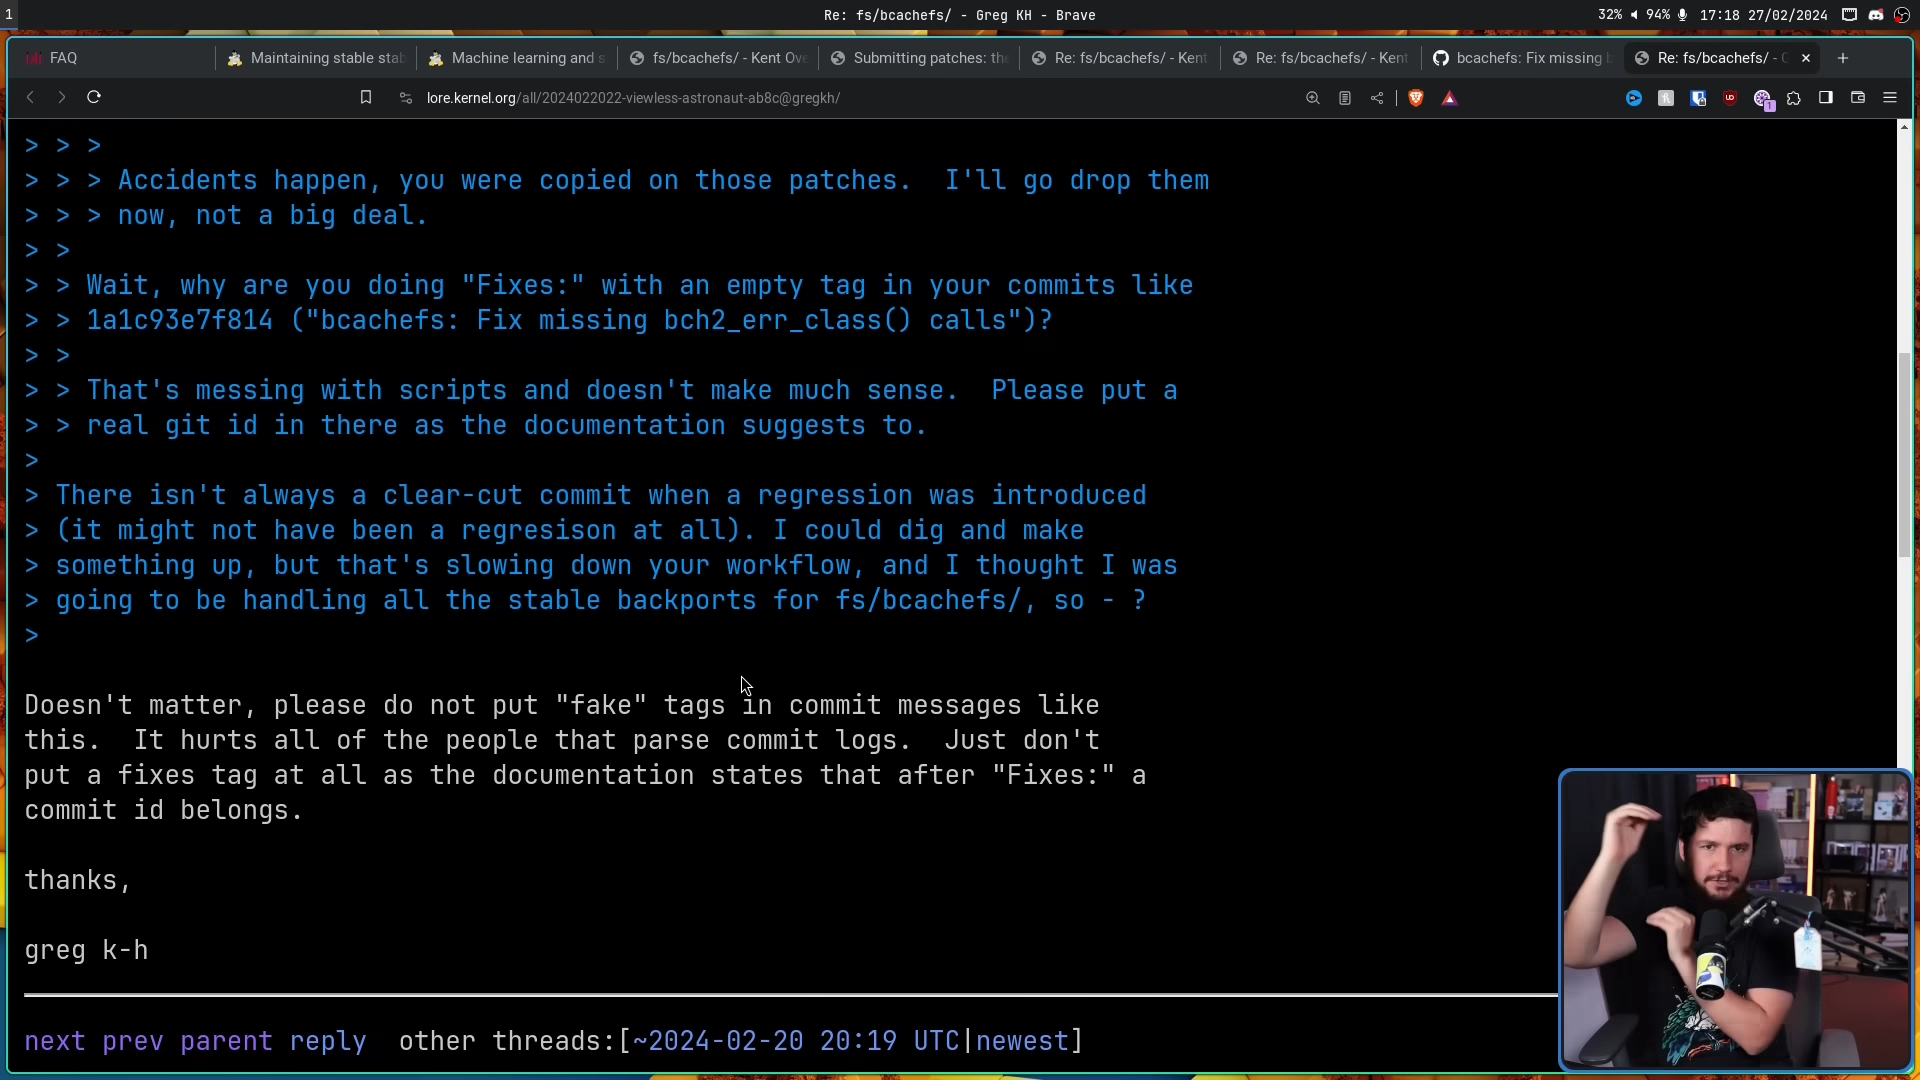 1
Re: fs/bcachefs/ - Greg KH - Brave
32% 94% 17:18 27/02/2024
FAQ
Maintaining stable stab
Machine learning and s
fs/bcachefs/ - Kent Ove
Submitting patches: the
Re: fs/bcachefs/ - Kent
Re: fs/bcachefs/ - Kent
bcachefs: Fix missing b
Re: fs/bcachefs/ - G
lore.kernel.org/all/2024022022-viewless-astronaut-ab8c@gregkh/
1
> > >
> > > Accidents happen, you were copied on those patches.  I'll go drop them
> > > now, not a big deal.
> >
> > Wait, why are you doing "Fixes:" with an empty tag in your commits like
> > 1a1c93e7f814 ("bcachefs: Fix missing bch2_err_class() calls")?
> >
> > That's messing with scripts and doesn't make much sense.  Please put a
> > real git id in there as the documentation suggests to.
>
> There isn't always a clear-cut commit when a regression was introduced
> (it might not have been a regresison at all). I could dig and make
> something up, but that's slowing down your workflow, and I thought I was
> going to be handling all the stable backports for fs/bcachefs/, so - ?
>
Doesn't matter, please do not put "fake" tags in commit messages like
this.  It hurts all of the people that parse commit logs.  Just don't
put a fixes tag at all as the documentation states that after "Fixes:" a
commit id belongs.
thanks,
greg k-h
next prev parent reply  other threads:[~2024-02-20 20:19 UTC|newest]